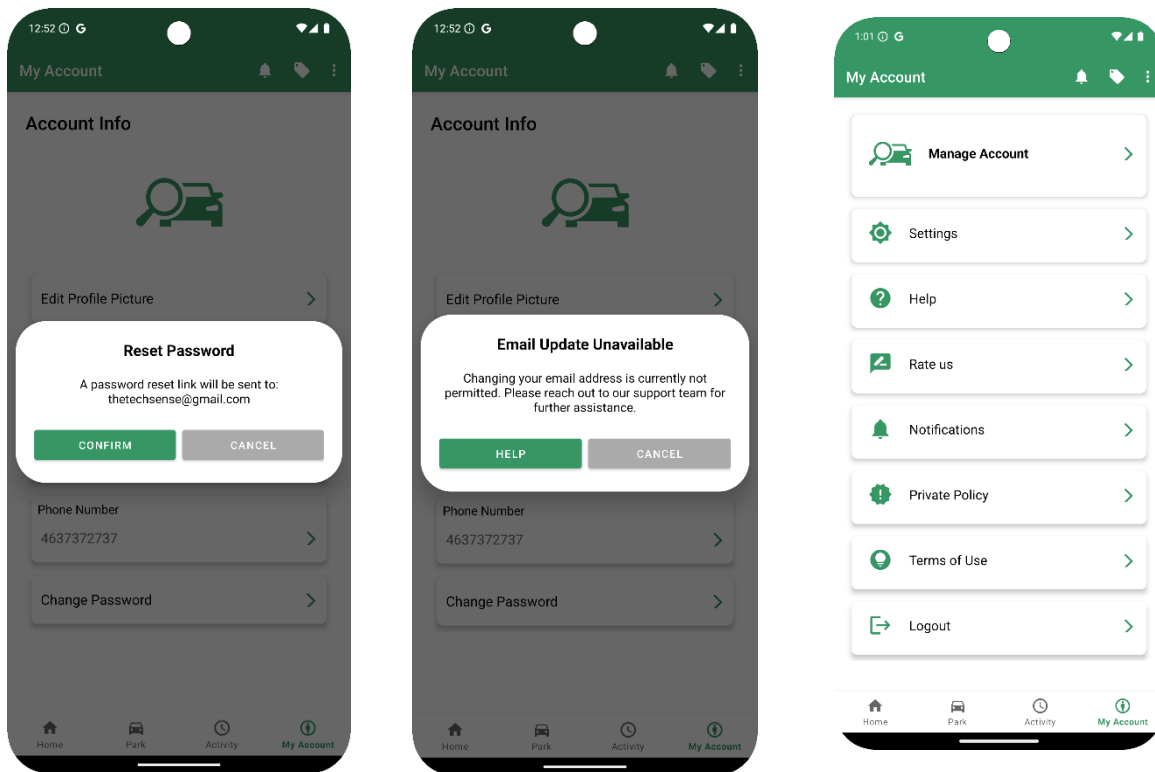 12:52 G
My Account
Account Info
Edit Profile Picture
Reset Password
A password reset link will be sent to:
thetechsense@gmail.com
CONFIRM
CANCEL
Phone Number
4637372737
Change Password
Home
Park
Activity
My Account
12:52 G
My Account
Account Info
Edit Profile Picture
Email Update Unavailable
Changing your email address is currently not
permitted. Please reach out to our support team for
further assistance.
HELP
CANCEL
Phone Number
4637372737
Change Password
Home
Park
Activity
My Account
1:01 G
My Account
Manage Account
Settings
Help
Rate us
Notifications
Private Policy
Terms of Use
Logout
Home
Park
Activity
My Account